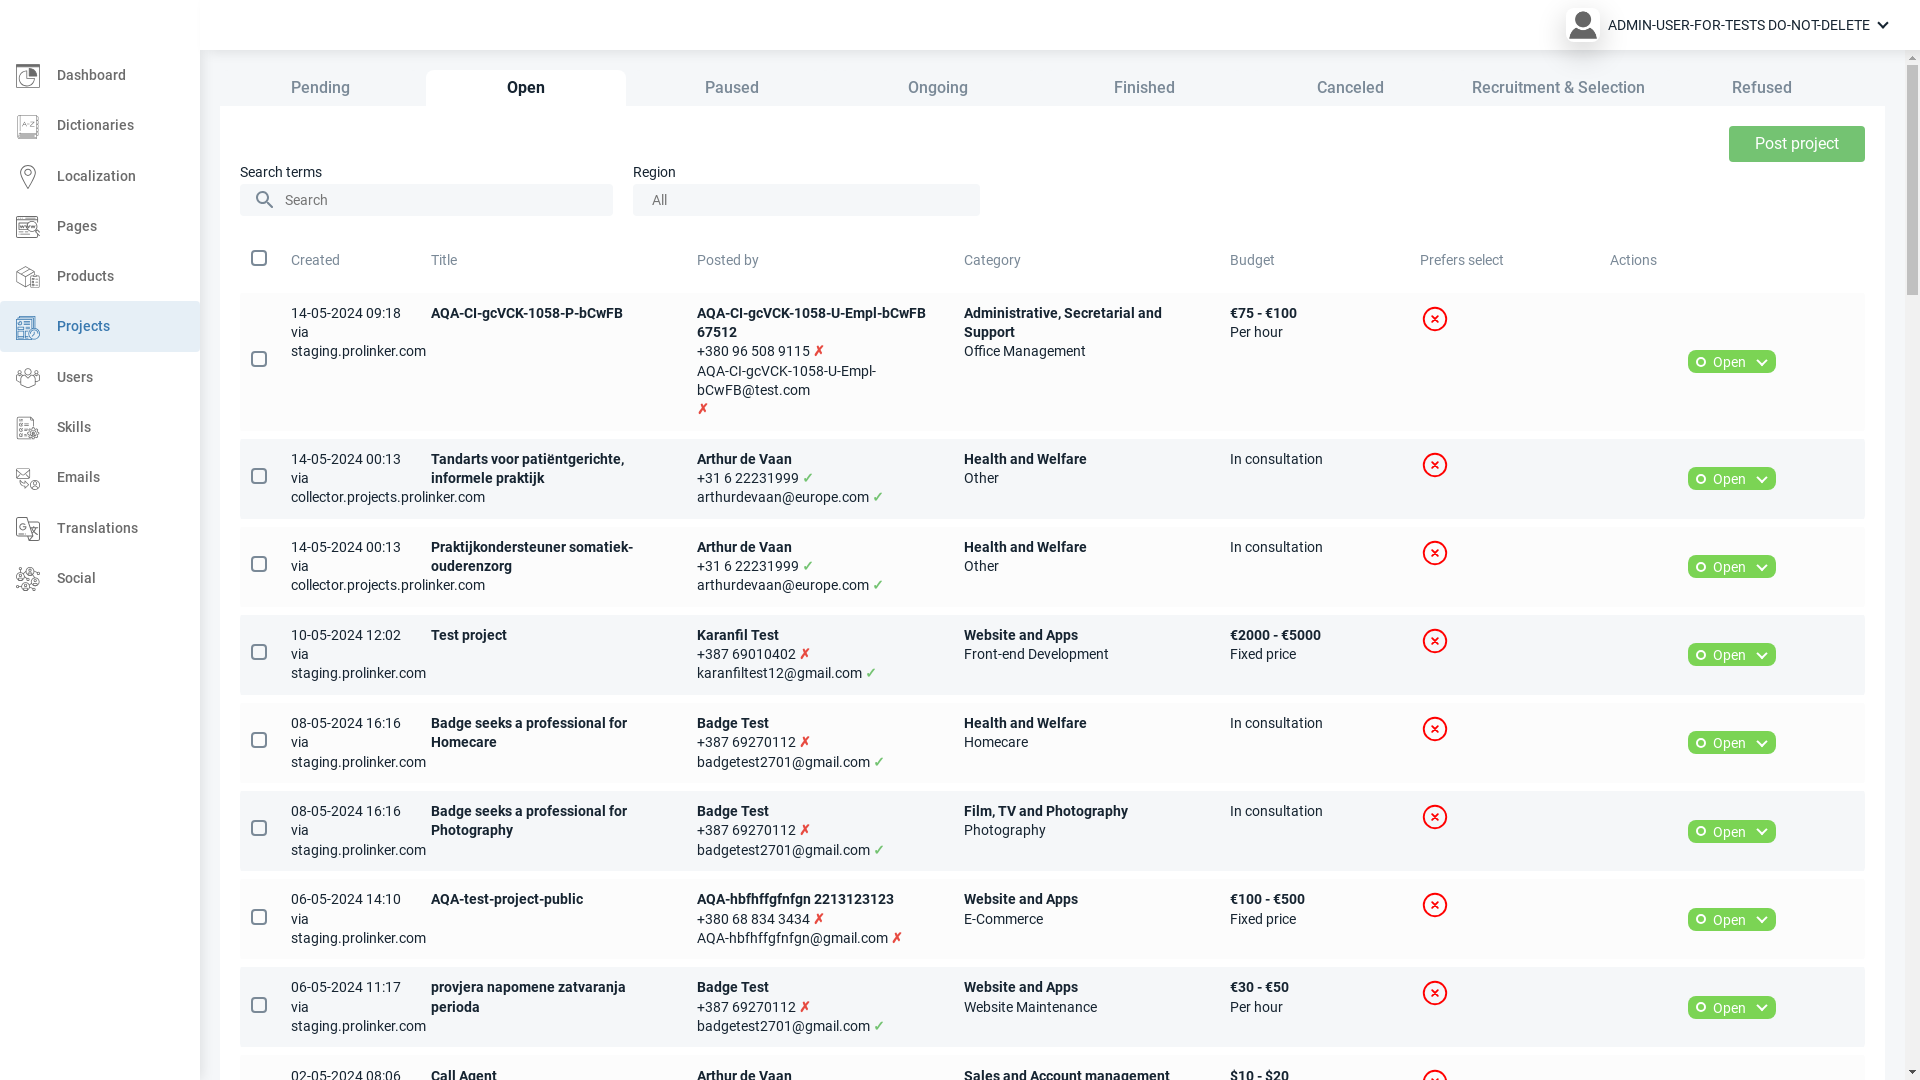 ADMIN-USER-FOR-TESTS DO-NOT-DELETE
Dashboard
Dictionaries
Localization
Pages
Products
Projects
Users
Skills
Emails
Translations
Social
Pending
Open
Paused
Ongoing
Finished
Canceled
Recruitment & Selection
Refused
Post project
Search terms
Region
Search
All
Created
Title
Posted by
Category
Budget
Prefers select
Actions
14-05-2024 09:18
via
staging.prolinker.com
AQA-CI-gcVCK-1058-P-bCwFB
AQA-CI-gcVCK-1058-U-Empl-bCwFB
67512
+380 96 508 9115 ✗
AQA-CI-gcVCK-1058-U-Empl-
bCwFB@test.com
✗
Administrative, Secretarial and
Support
Office Management
€75 - €100
Per hour
Open
14-05-2024 00:13
via
collector.projects.prolinker.com
Tandarts voor patiëntgerichte,
informele praktijk
Arthur de Vaan
+31 6 22231999 ✓
arthurdevaan@europe.com ✓
Health and Welfare
Other
In consultation
Open
14-05-2024 00:13
via
collector.projects.prolinker.com
Praktijkondersteuner somatiek-
ouderenzorg
Arthur de Vaan
+31 6 22231999 ✓
arthurdevaan@europe.com ✓
Health and Welfare
Other
In consultation
Open
10-05-2024 12:02
via
staging.prolinker.com
Test project
Karanfil Test
+387 69010402 ✗
karanfiltest12@gmail.com ✓
Website and Apps
Front-end Development
€2000 - €5000
Fixed price
Open
08-05-2024 16:16
via
staging.prolinker.com
Badge seeks a professional for
Homecare
Badge Test
+387 69270112 ✗
badgetest2701@gmail.com ✓
Health and Welfare
Homecare
In consultation
Open
08-05-2024 16:16
via
staging.prolinker.com
Badge seeks a professional for
Photography
Badge Test
+387 69270112 ✗
badgetest2701@gmail.com ✓
Film, TV and Photography
Photography
In consultation
Open
06-05-2024 14:10
via
staging.prolinker.com
AQA-test-project-public
AQA-hbfhffgfnfgn 2213123123
+380 68 834 3434 ✗
AQA-hbfhffgfnfgn@gmail.com ✗
Website and Apps
E-Commerce
€100 - €500
Fixed price
Open
06-05-2024 11:17
via
staging.prolinker.com
provjera napomene zatvaranja
perioda
Badge Test
+387 69270112 ✗
badgetest2701@gmail.com ✓
Website and Apps
Website Maintenance
€30 - €50
Per hour
Open
02-05-2024 08:06
Call Agent
Arthur de Vaan
Sales and Account management
$10 - $20